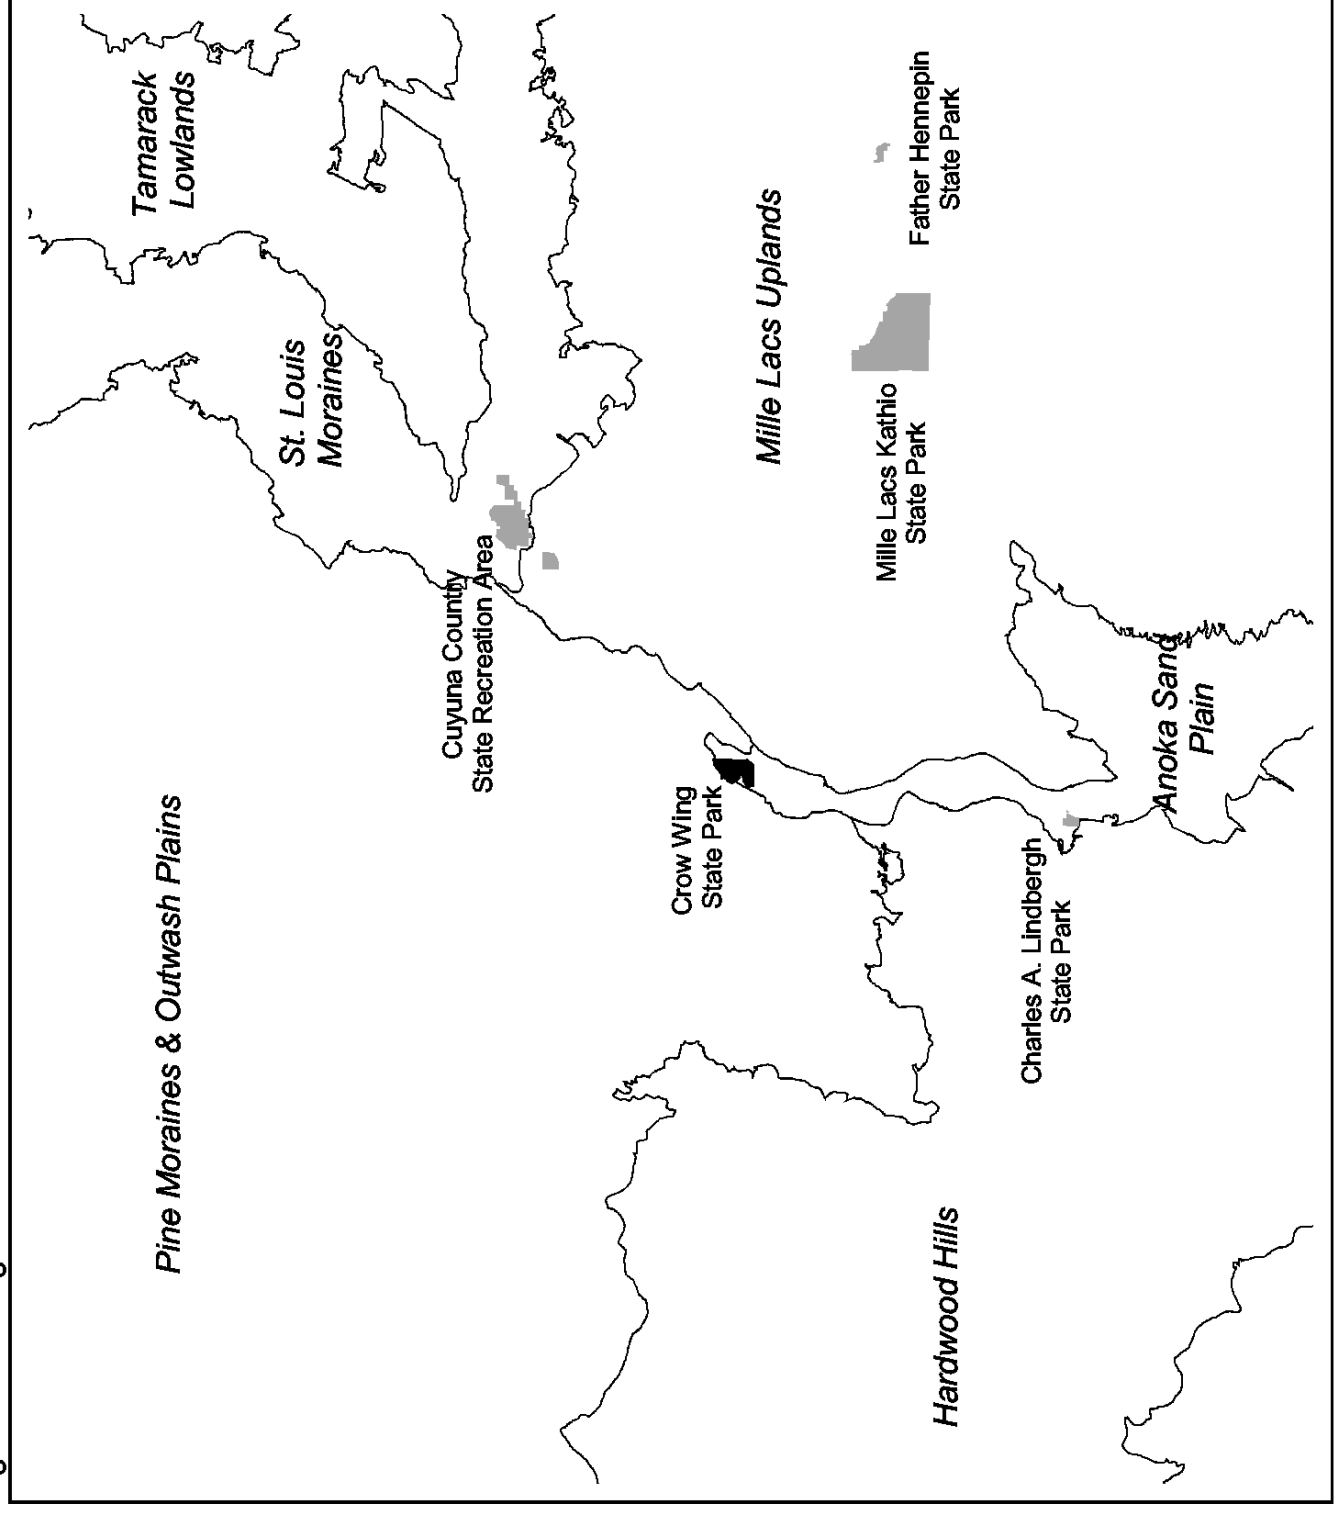 Pine Moraines & Outwash Plains
Tamarack
Lowlands
St. Louis
Moraines
Cuyuna Country
State Recreation Area
Crow Wing
State Park
Mille Lacs Uplands
Mille Lacs Kathio
State Park
Father Hennepin
State Park
Hardwood Hills
Charles A. Lindbergh
State Park
Anoka Sand
Plain